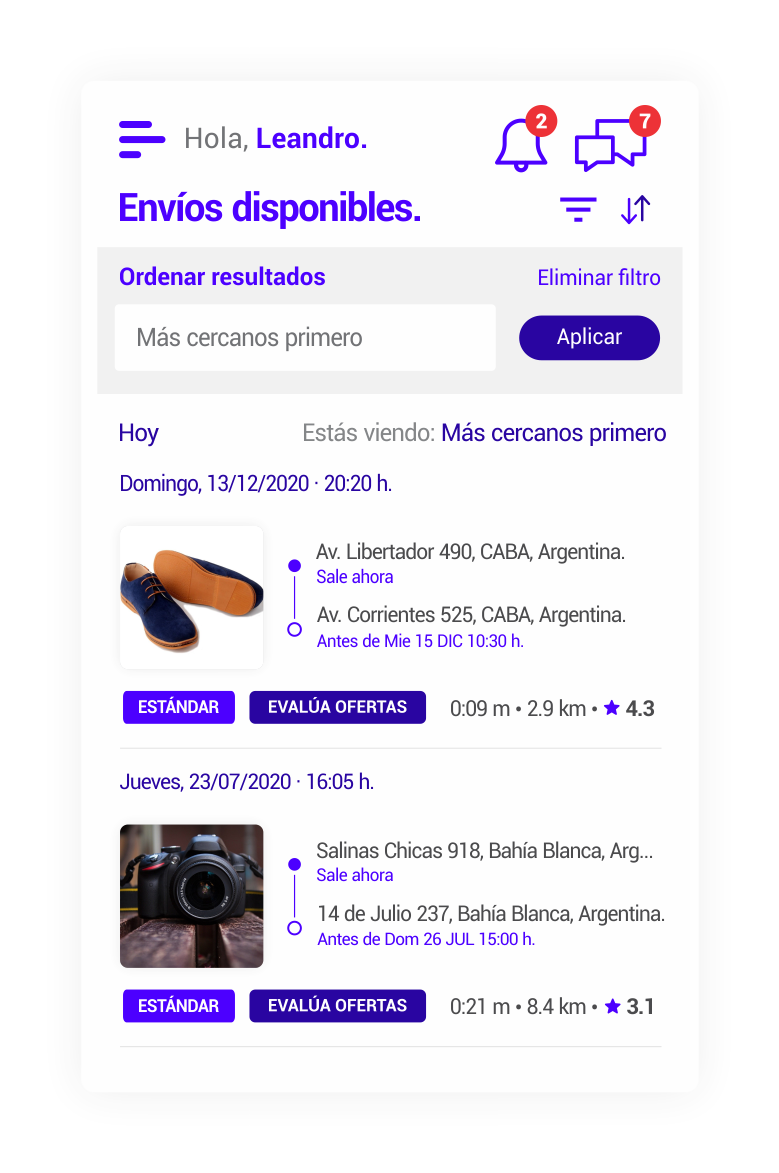 Hola, Leandro.
2
7
Envíos disponibles.
Ordenar resultados
Eliminar filtro
Más cercanos primero
Aplicar
Hoy
Estás viendo: Más cercanos primero
Domingo, 13/12/2020 · 20:20 h.
Av. Libertador 490, CABA, Argentina.
Sale ahora
Av. Corrientes 525, CABA, Argentina.
Antes de Mie 15 DIC 10:30 h.
ESTÁNDAR
EVALÚA OFERTAS
0:09 m • 2.9 km • ★ 4.3
Jueves, 23/07/2020 · 16:05 h.
Salinas Chicas 918, Bahía Blanca, Arg...
Sale ahora
14 de Julio 237, Bahía Blanca, Argentina.
Antes de Dom 26 JUL 15:00 h.
ESTÁNDAR
EVALÚA OFERTAS
0:21 m • 8.4 km • ★ 3.1